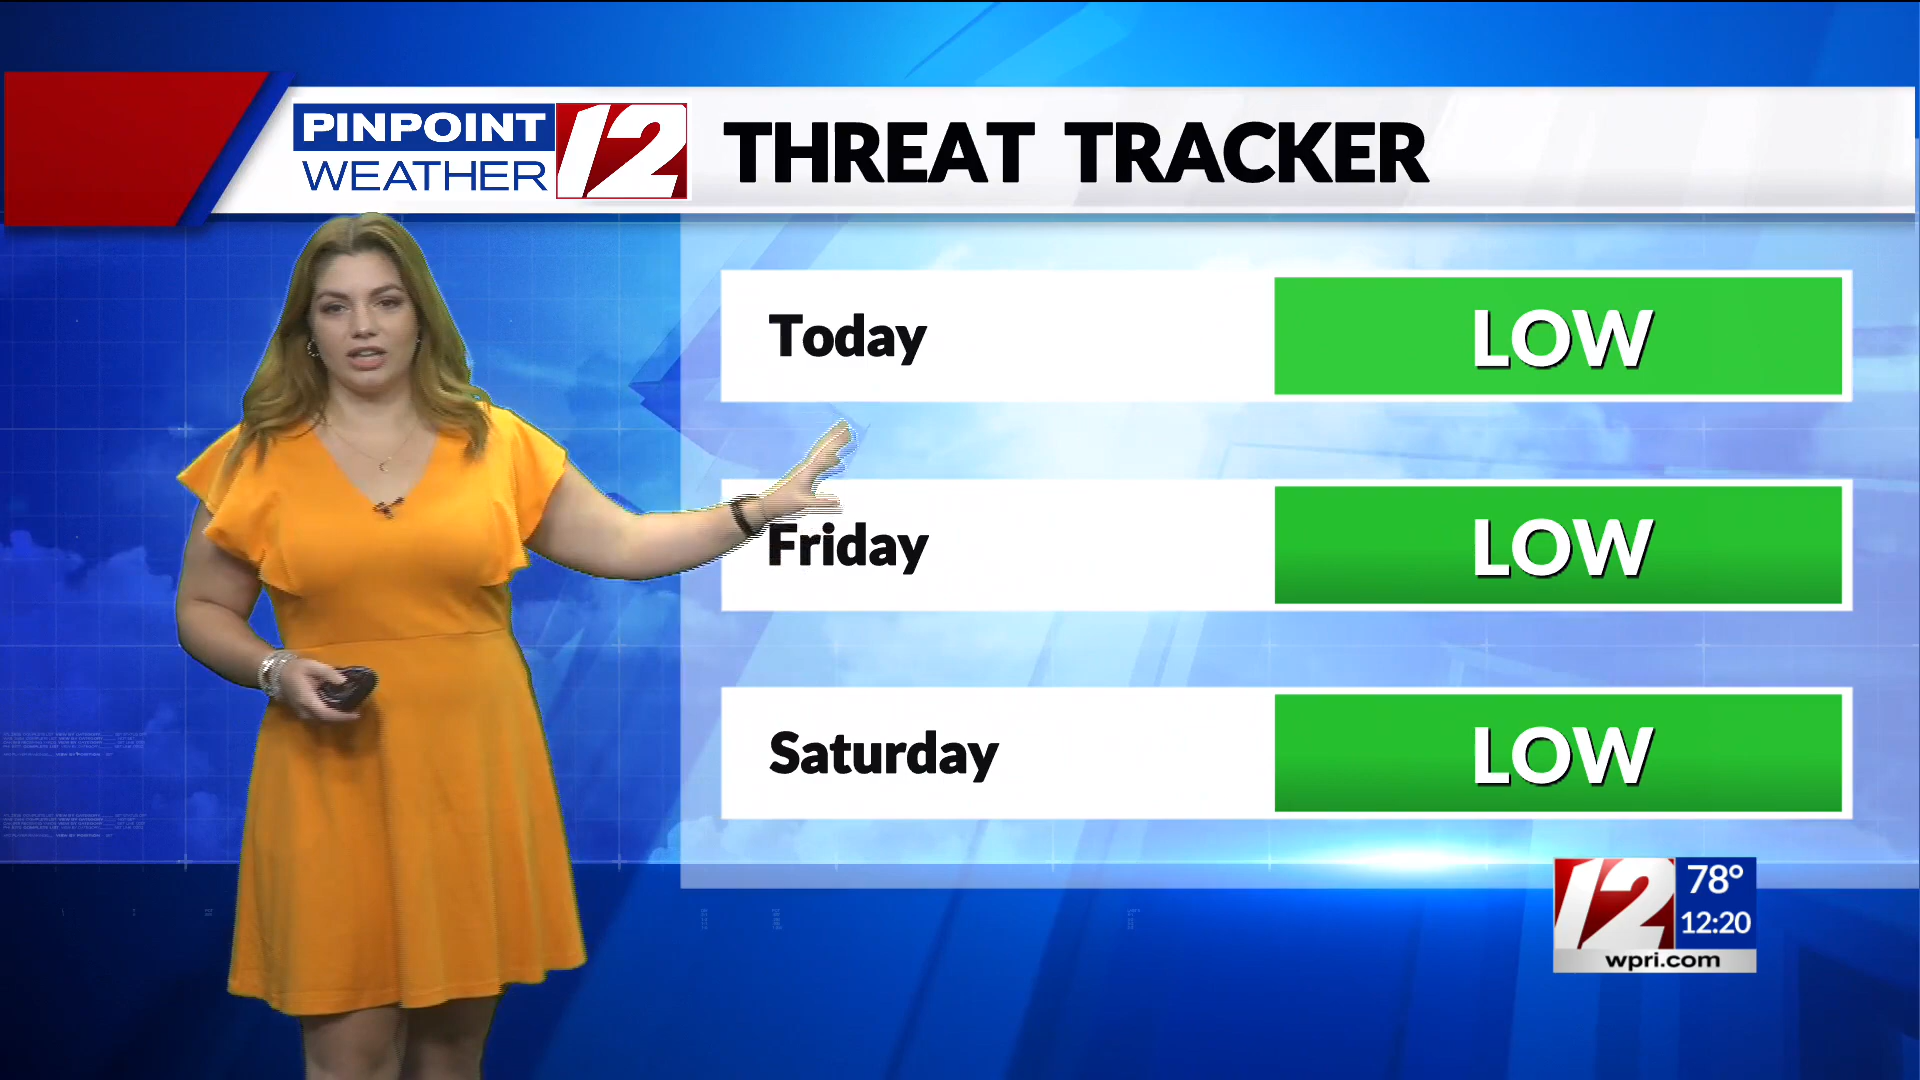 PINPOINT
WEATHER
12
THREAT TRACKER
Today
LOW
Friday
LOW
Saturday
LOW
12
78°
12:20
wpri.com